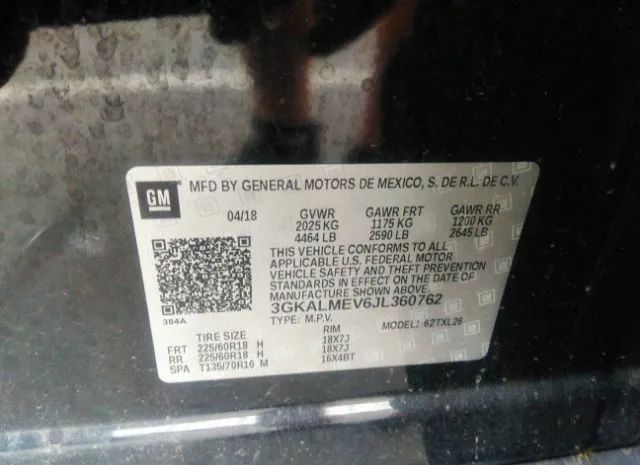 GM MFD BY GENERAL MOTORS DE MEXICO, S. DE R.L. DE C.V.
04/18 GVWR GAWR FRT GAWR RR
2025 KG 1175 KG 1200 KG
4464 LB 2590 LB 2645 LB
THIS VEHICLE CONFORMS TO ALL
APPLICABLE U.S. FEDERAL MOTOR
VEHICLE SAFETY AND THEFT PREVENTION
STANDARDS IN EFFECT ON THE DATE OF
MANUFACTURE SHOWN ABOVE.
3GKALMEV6JL360762
384A
TYPE: M.P.V. MODEL: 62TXL26
TIRE SIZE RIM
FRT 225/60R18 H 18X7J
RR 225/60R18 H 18X7J
SPA T135/70R16 M 16X4BT